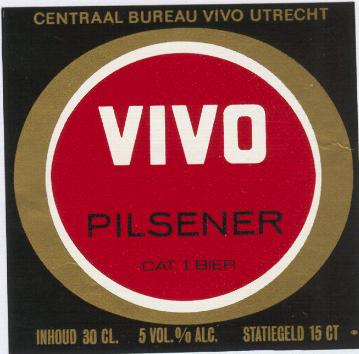 CENTRAAL BUREAU VIVO UTRECHT
VIVO
PILSENER
CAT. 1 BIER
INHOUD 30 CL. 5 VOL.% ALC. STATIEGELD 15 CT